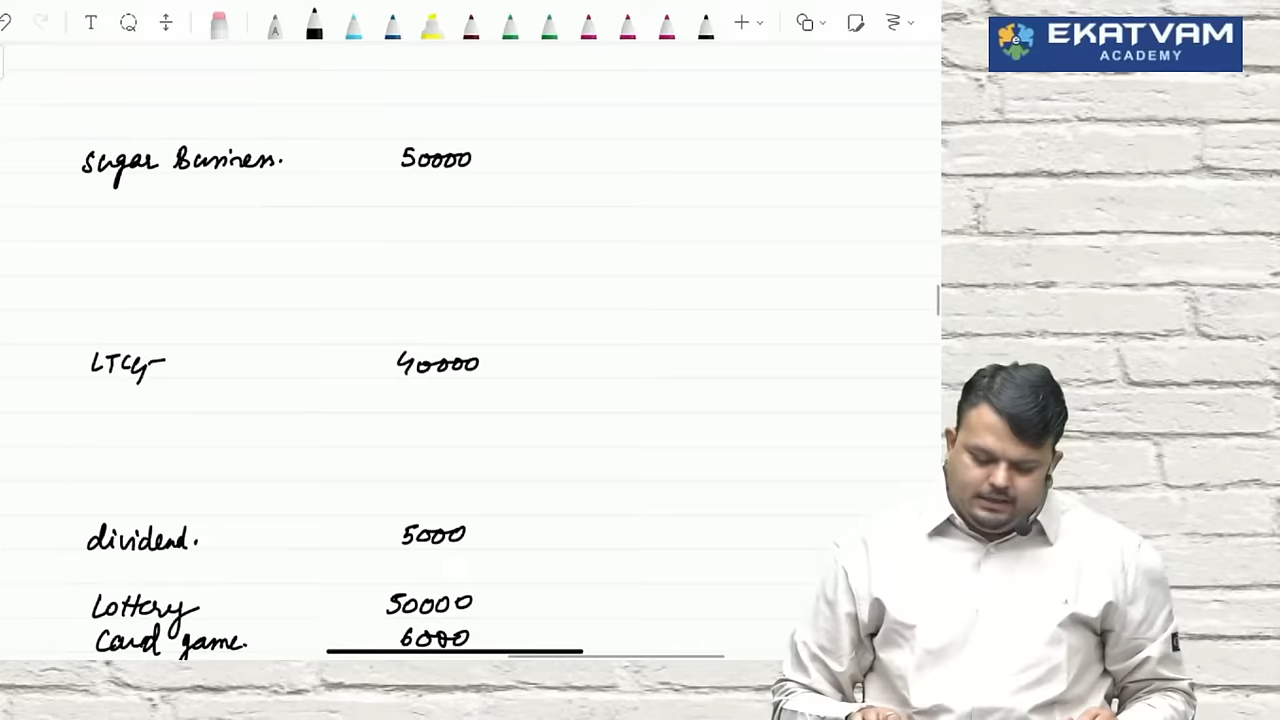 T
A
EKATVAM
ACADEMY
Sugar Business. 50000
LTCG 40000
dividend. 5000
Lottery 50000
Card game. 6000